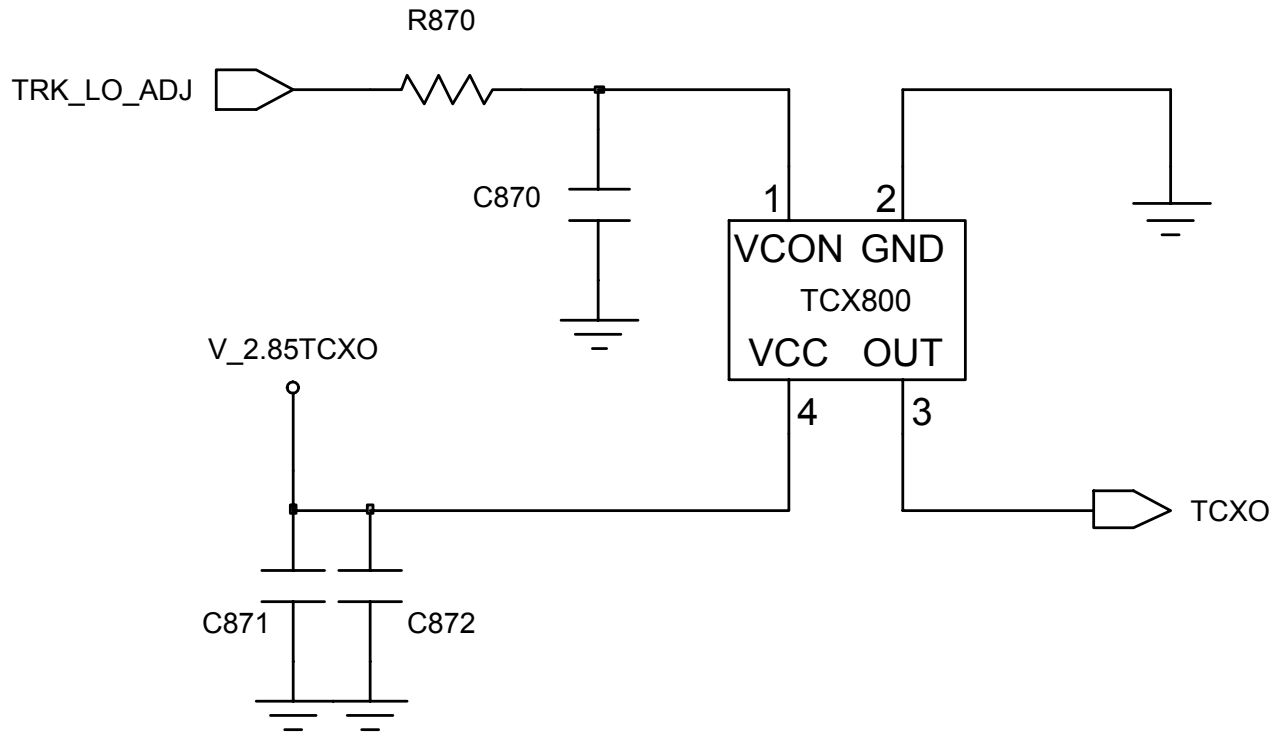 R870
TRK_LO_ADJ
C870
1 2
VCON GND
TCX800
VCC OUT
4 3
V_2.85TCXO
TCXO
C871 C872